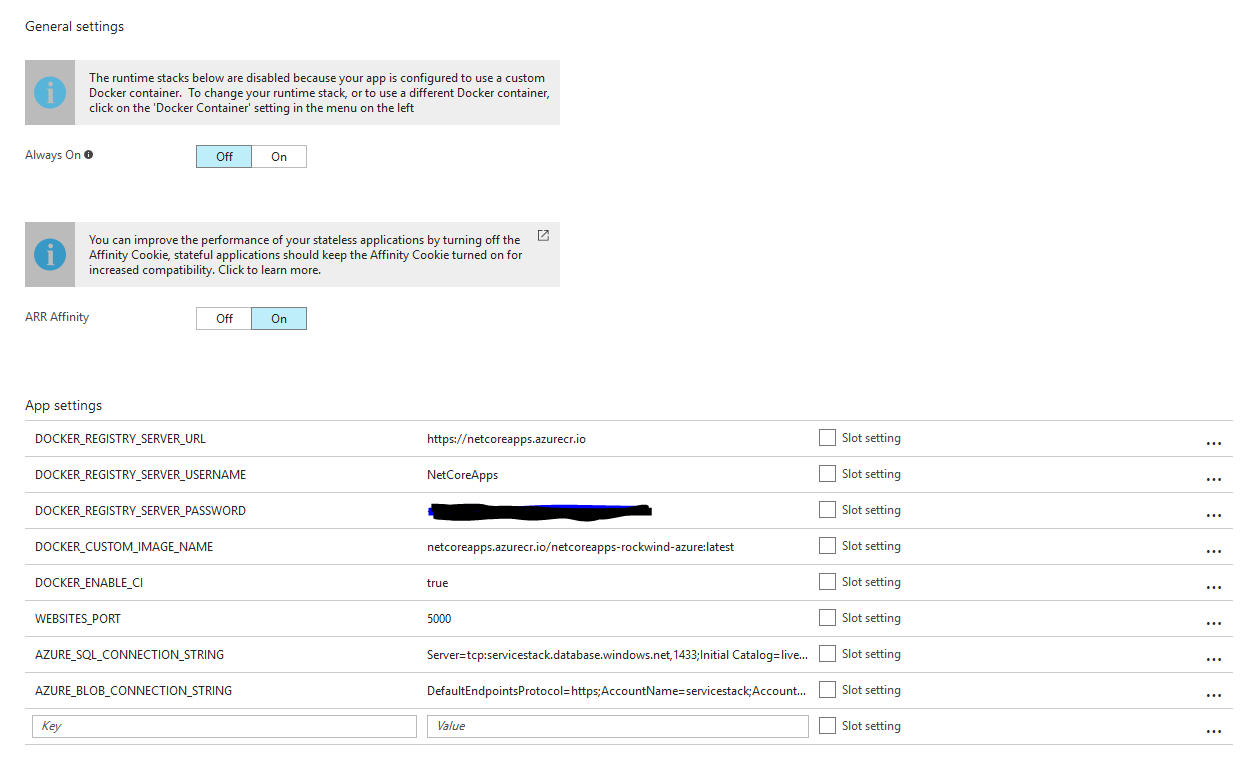 General settings
The runtime stacks below are disabled because your app is configured to use a custom
Docker container. To change your runtime stack, or to use a different Docker container,
click on the 'Docker Container' setting in the menu on the left
Always On
Off On
You can improve the performance of your stateless applications by turning off the
Affinity Cookie, stateful applications should keep the Affinity Cookie turned on for
increased compatibility. Click to learn more.
ARR Affinity
Off On
App settings
DOCKER_REGISTRY_SERVER_URL https://netcoreapps.azurecr.io Slot setting ...
DOCKER_REGISTRY_SERVER_USERNAME NetCoreApps Slot setting ...
DOCKER_REGISTRY_SERVER_PASSWORD Slot setting ...
DOCKER_CUSTOM_IMAGE_NAME netcoreapps.azurecr.io/netcoreapps-rockwind-azure:latest Slot setting ...
DOCKER_ENABLE_CI true Slot setting ...
WEBSITES_PORT 5000 Slot setting ...
AZURE_SQL_CONNECTION_STRING Server=tcp:servicestack.database.windows.net,1433;Initial Catalog=live... Slot setting ...
AZURE_BLOB_CONNECTION_STRING DefaultEndpointsProtocol=https;AccountName=servicestack;Account... Slot setting ...
Key Value Slot setting ...